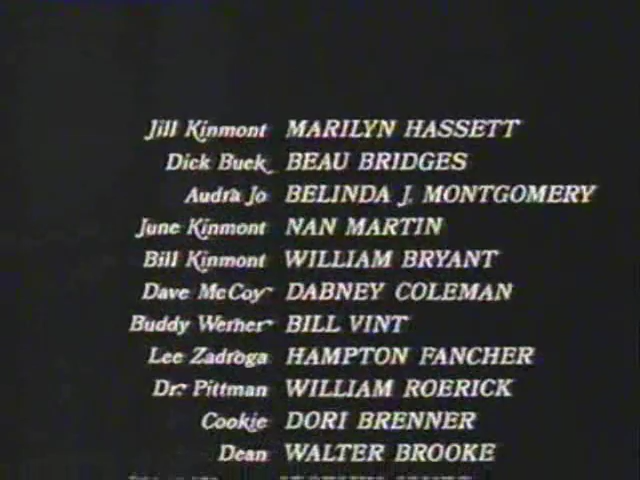 Jill Kinmont MARILYN HASSETT
Dick Buek BEAU BRIDGES
Audra Jo BELINDA J. MONTGOMERY
June Kinmont NAN MARTIN
Bill Kinmont WILLIAM BRYANT
Dave McCoy DABNEY COLEMAN
Buddy Werner BILL VINT
Lee Zadroga HAMPTON FANCHER
Dr. Pittman WILLIAM ROERICK
Cookie DORI BRENNER
Dean WALTER BROOKE